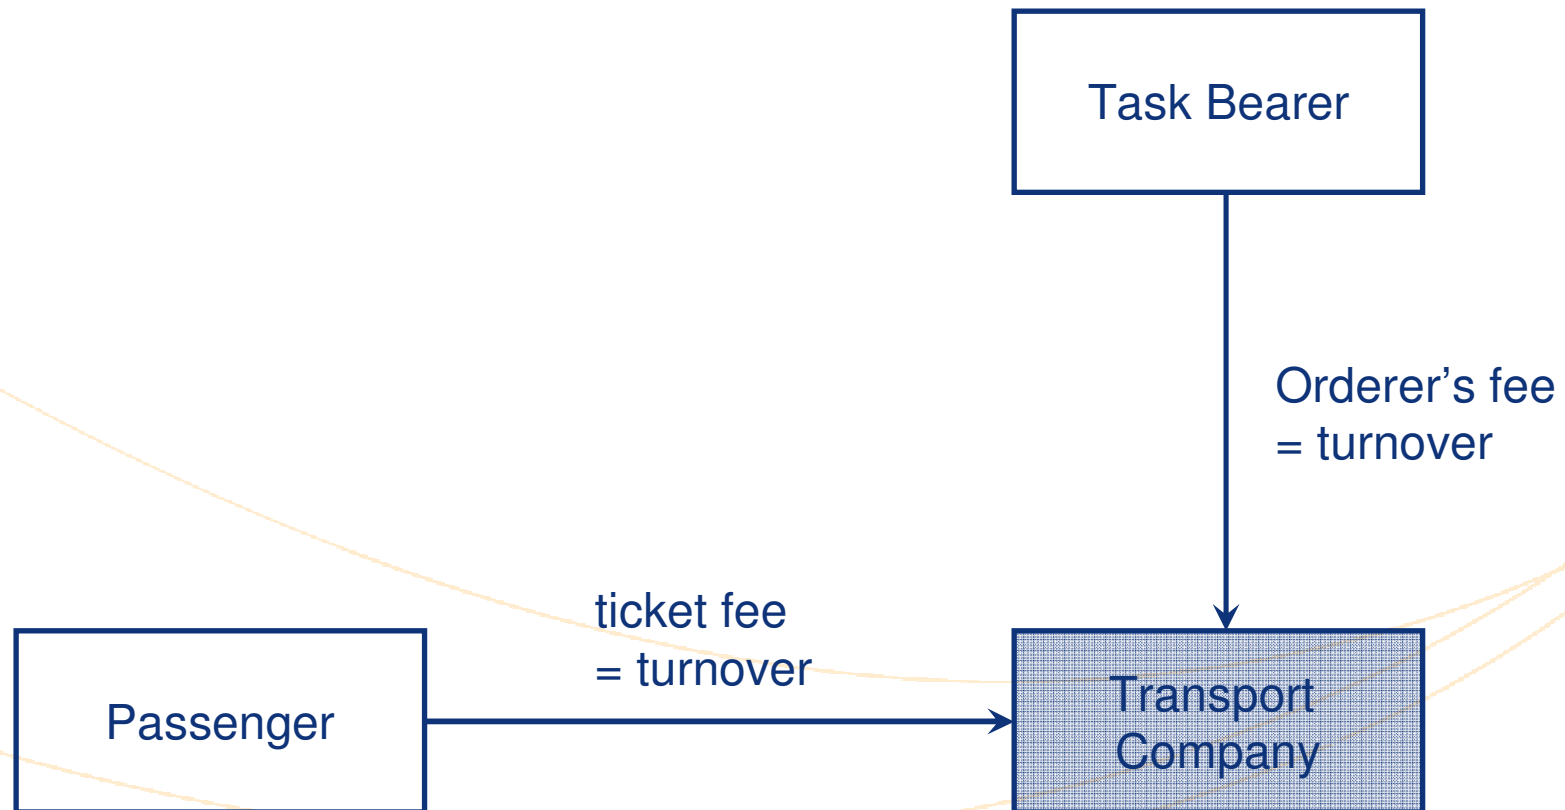 Task Bearer
Orderer’s fee
= turnover
ticket fee
= turnover
Passenger
Transport
Company